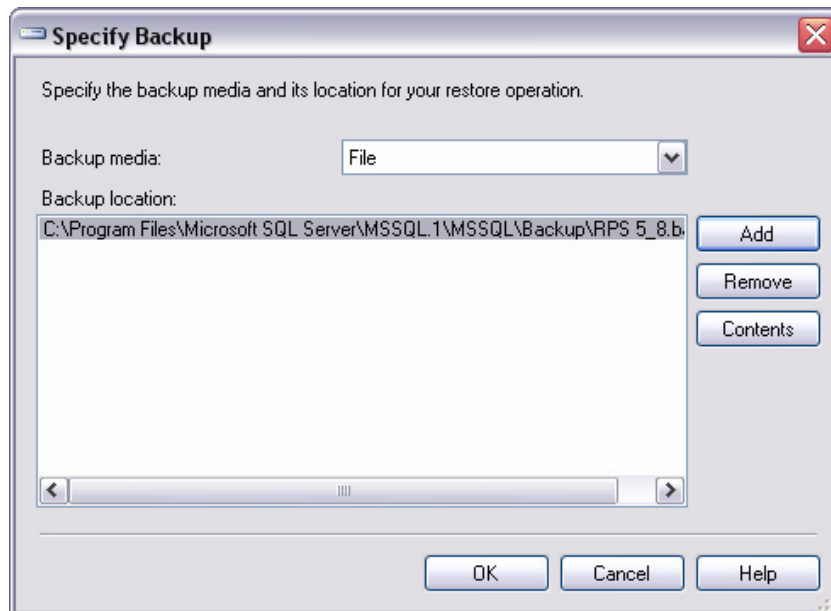 Specify Backup
Specify the backup media and its location for your restore operation.
Backup media:
File
Backup location:
C:\Program Files\Microsoft SQL Server\MSSQL.1\MSSQL\Backup\RPS 5_8.b
Add
Remove
Contents
OK
Cancel
Help